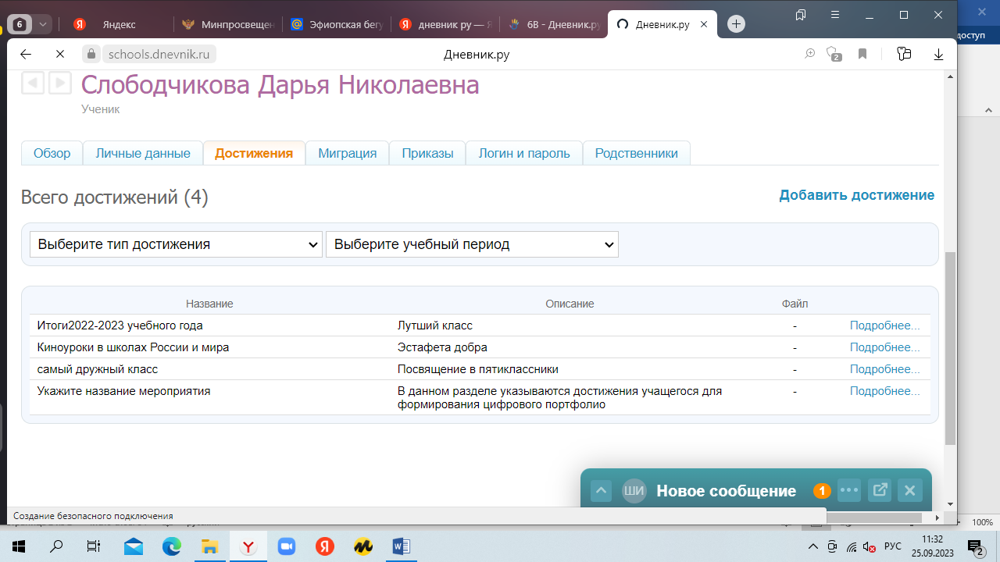 6
Яндекс
Минпросвещен
Эфиопская бегу
дневник ру — Я
6В - Дневник.ру
Дневник.ру
доступ
schools.dnevnik.ru
Дневник.ру
2
Слободчикова Дарья Николаевна
Ученик
Обзор
Личные данные
Достижения
Миграция
Приказы
Логин и пароль
Родственники
Всего достижений (4)
Добавить достижение
Выберите тип достижения
Выберите учебный период
Название
Описание
Файл
Итоги2022-2023 учебного года
Лутший класс
-
Подробнее...
Киноуроки в школах России и мира
Эстафета добра
-
Подробнее...
самый дружный класс
Посвящение в пятиклассники
-
Подробнее...
Укажите название мероприятия
В данном разделе указываются достижения учащегося для
формирования цифрового портфолио
-
Подробнее...
ШИ
Новое сообщение
1
Создание безопасного подключения
100%
РУС
11:32
25.09.2023
2